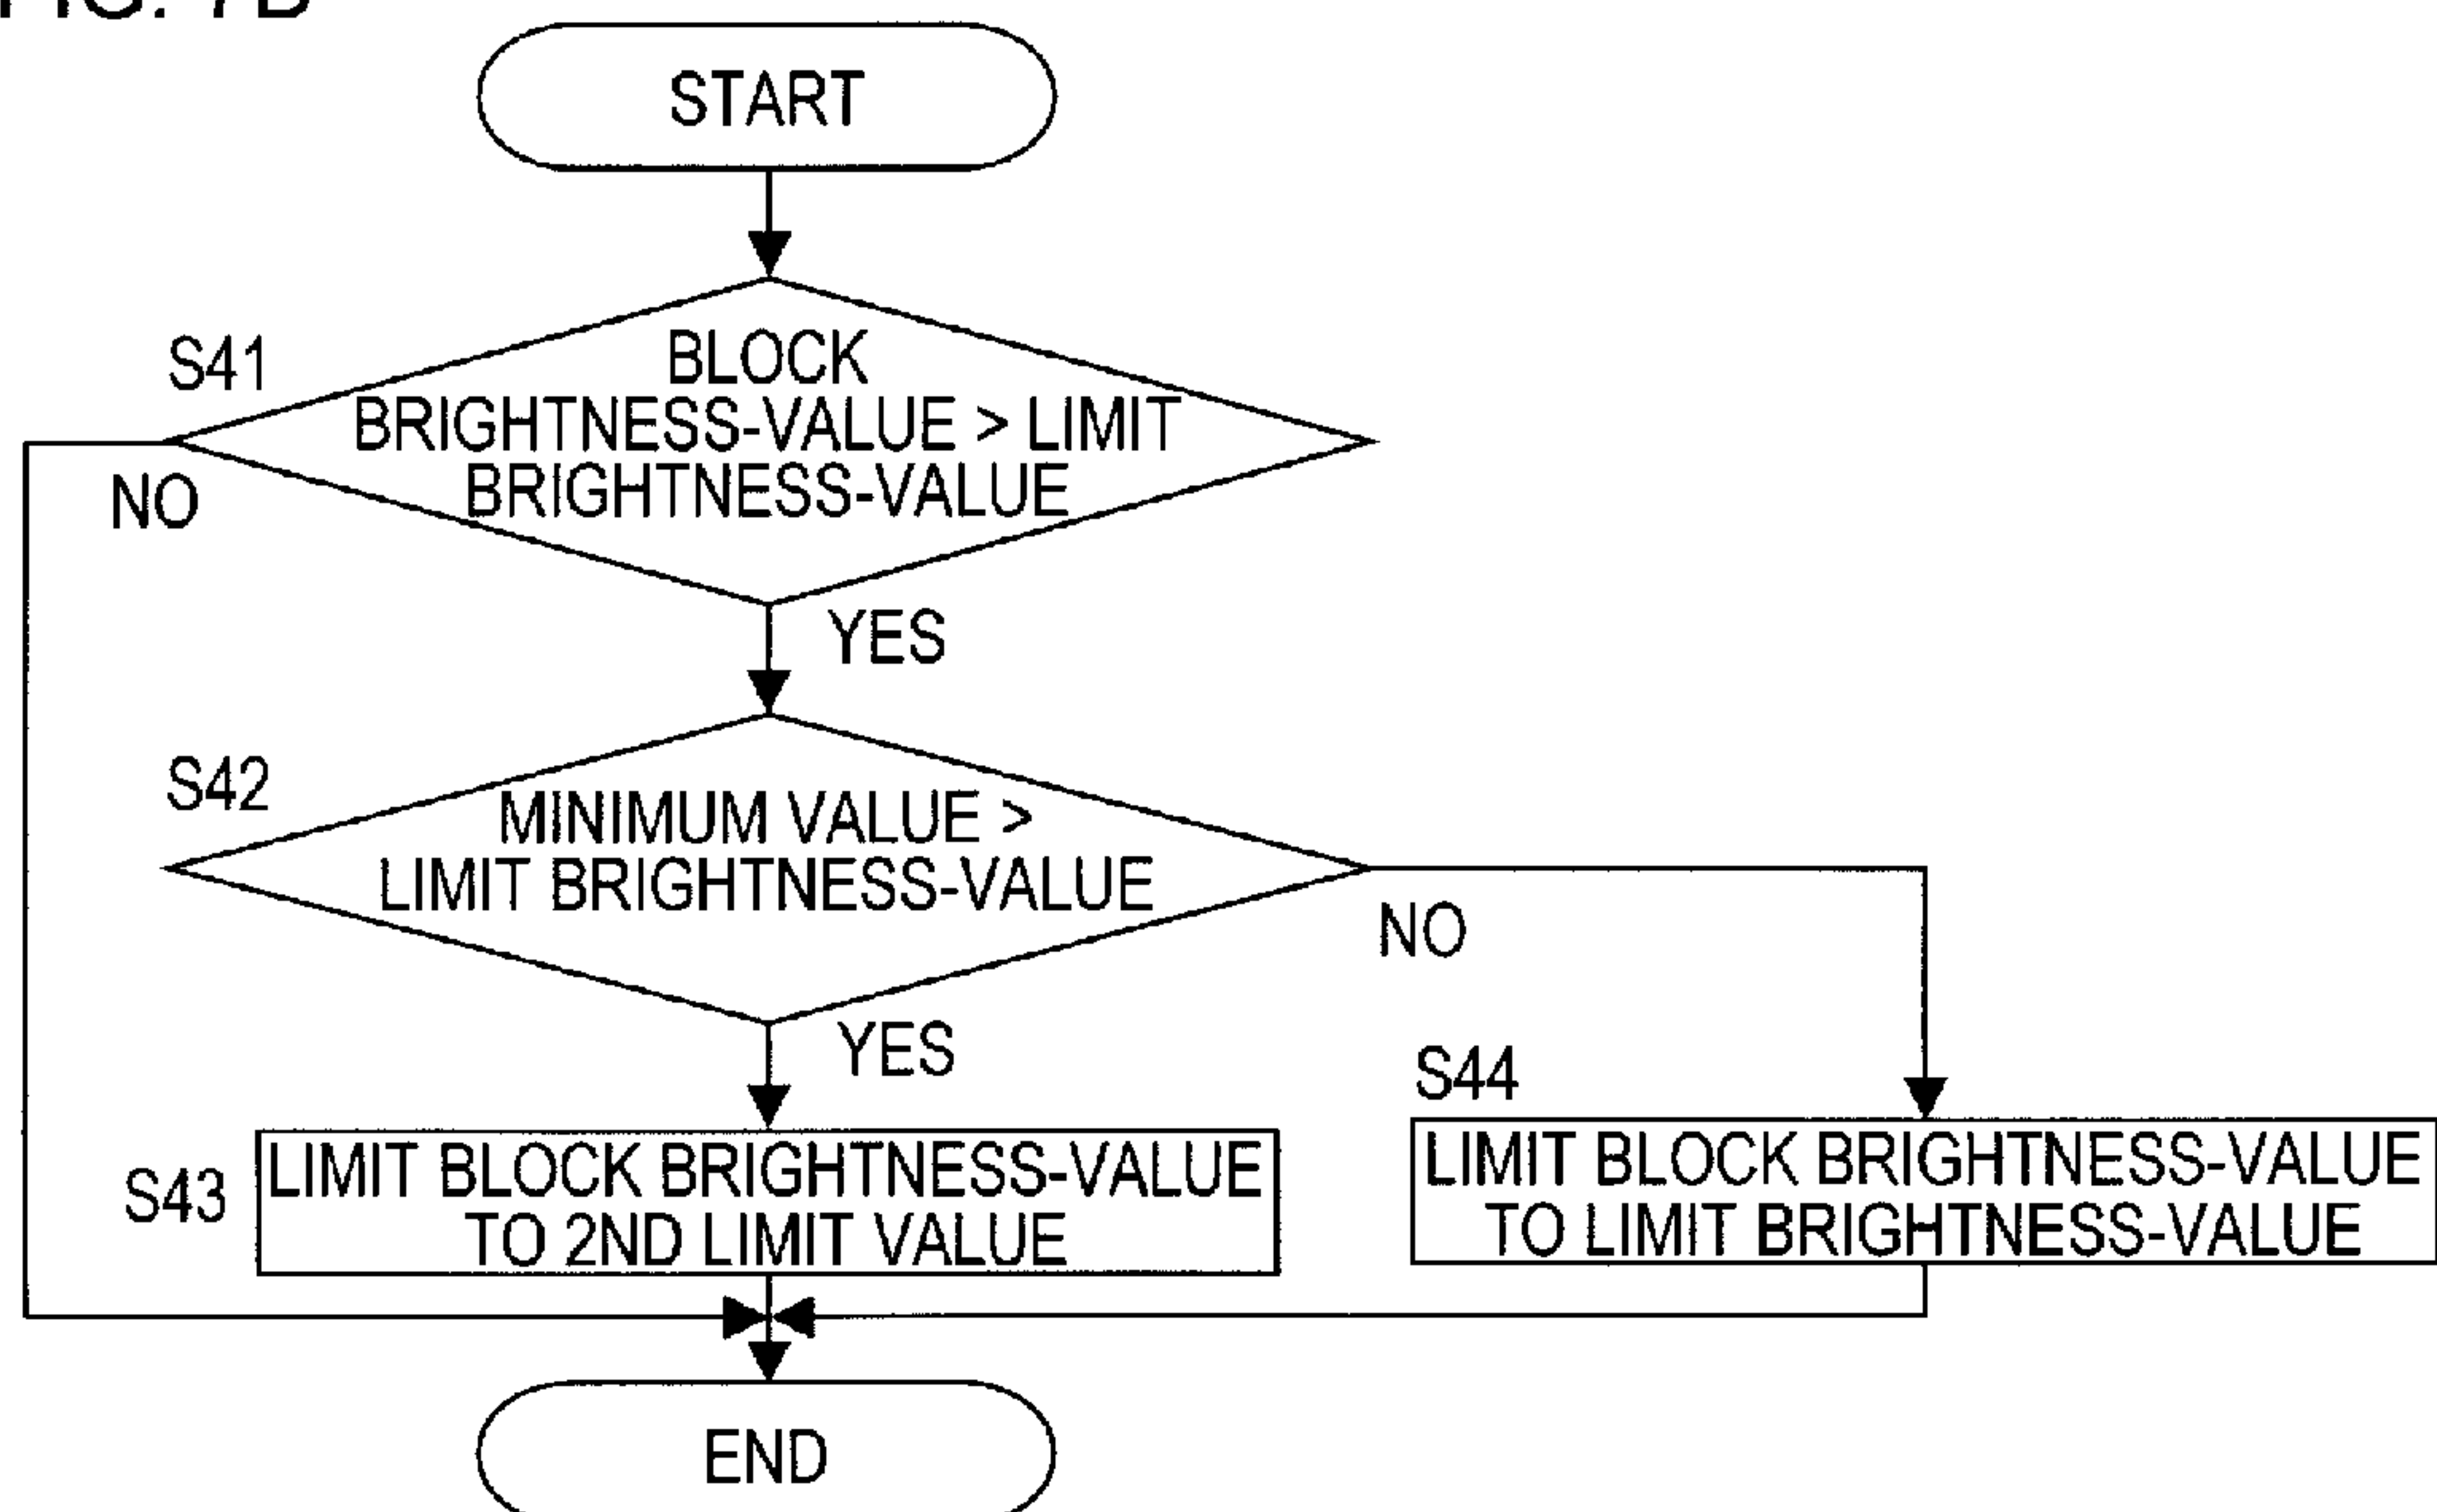 START
S41
BLOCK
BRIGHTNESS-VALUE > LIMIT
BRIGHTNESS-VALUE
NO
YES
S42
MINIMUM VALUE >
LIMIT BRIGHTNESS-VALUE
NO
YES
S44
S43
LIMIT BLOCK BRIGHTNESS-VALUE
TO 2ND LIMIT VALUE
LIMIT BLOCK BRIGHTNESS-VALUE
TO LIMIT BRIGHTNESS-VALUE
END